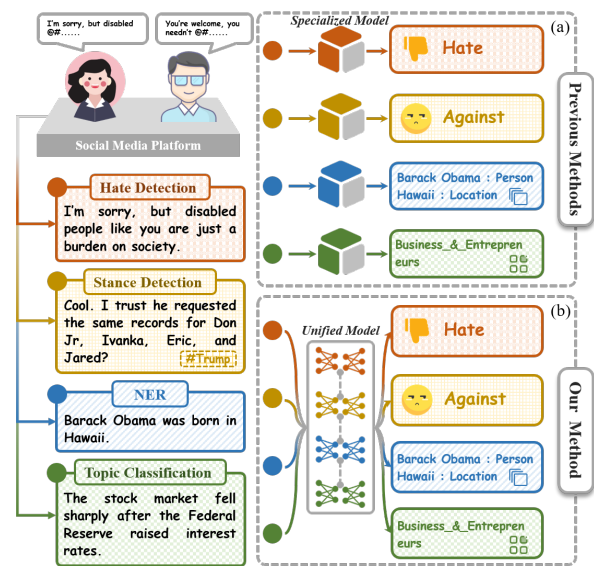 I'm sorry, but disabled
@#......
You're welcome, you
needn't @#......
Social Media Platform
Hate Detection
I'm sorry, but disabled
people like you are just a
burden on society.
Stance Detection
Cool. I trust he requested
the same records for Don
Jr, Ivanka, Eric, and
Jared?
#Trump
NER
Barack Obama was born in
Hawaii.
Topic Classification
The stock market fell
sharply after the Federal
Reserve raised interest
rates.
Specialized Model
(a)
Hate
Against
Barack Obama : Person
Hawaii : Location
Business_&_Entrepren
eurs
Previous Methods
(b)
Unified Model
Hate
Against
Barack Obama : Person
Hawaii : Location
Business_&_Entrepren
eurs
Our Method